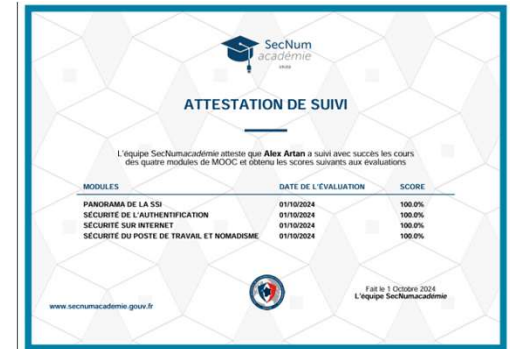 SecNum
académie
ATTESTATION DE SUIVI
L'équipe SecNumacadémie atteste que Alex Artan a suivi avec succès les cours
des quatre modules de MOOC et obtenu les scores suivants aux évaluations
MODULES DATE DE L'ÉVALUATION SCORE
PANORAMA DE LA SSI 01/10/2024 100.0%
SÉCURITÉ DE L'AUTHENTIFICATION 01/10/2024 100.0%
SÉCURITÉ SUR INTERNET 01/10/2024 100.0%
SÉCURITÉ DU POSTE DE TRAVAIL ET NOMADISME 01/10/2024 100.0%
Fait le 1 Octobre 2024
L'équipe SecNumacadémie
www.secnumacademie.gouv.fr